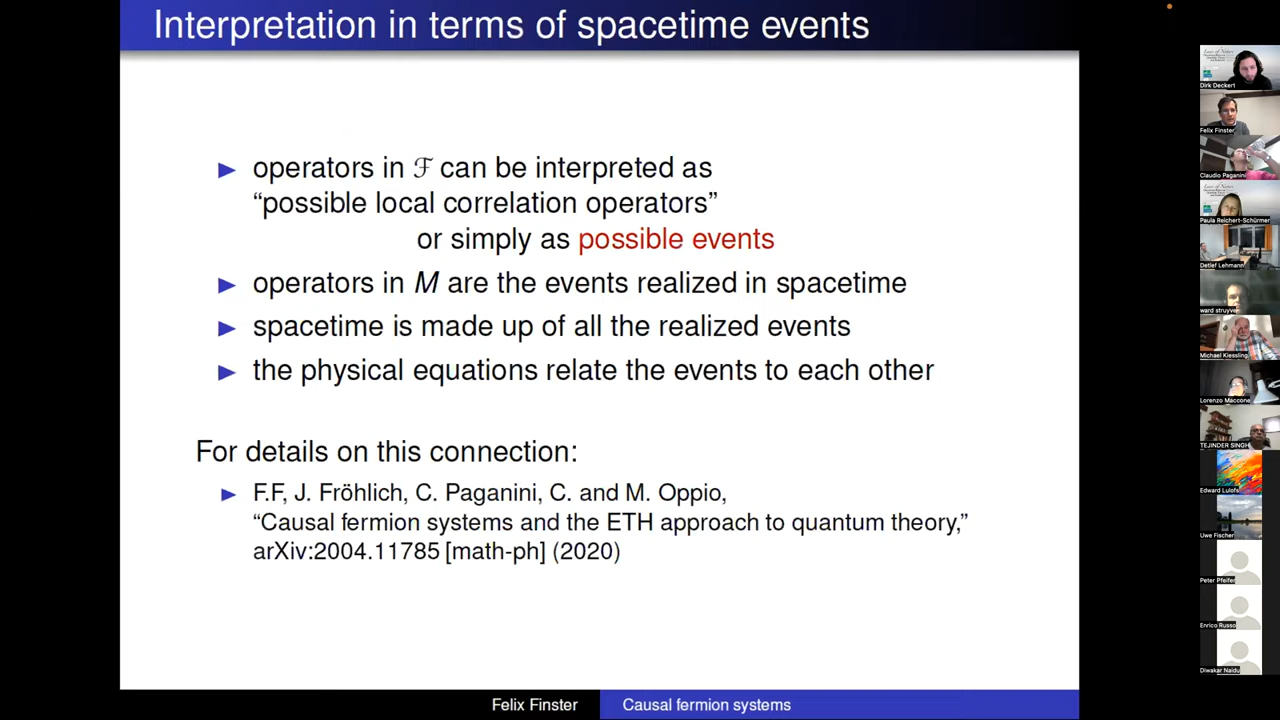 Interpretation in terms of spacetime events
▶ operators in ℱ can be interpreted as
“possible local correlation operators”
or simply as possible events
▶ operators in M are the events realized in spacetime
▶ spacetime is made up of all the realized events
▶ the physical equations relate the events to each other
For details on this connection:
▶ F.F, J. Fröhlich, C. Paganini, C. and M. Oppio,
“Causal fermion systems and the ETH approach to quantum theory,”
arXiv:2004.11785 [math-ph] (2020)
Felix Finster
Causal fermion systems
Dirk Deckert
Felix Finster
Claudio Paganini
Paula Reichert-Schürmer
Detlef Lehmann
ward struyve
Michael Kiessling
Lorenzo Maccone
TEJINDER SINGH
Edward Lulofs
Uwe Fischer
Peter Pfeifer
Enrico Russo
Diwakar Naidu